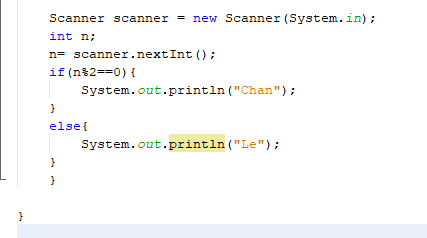 Scanner scanner = new Scanner(System.in);
int n;
n= scanner.nextInt();
if(n%2==0){
System.out.println("Chan");
}
else{
System.out.println("Le");
}
}
}